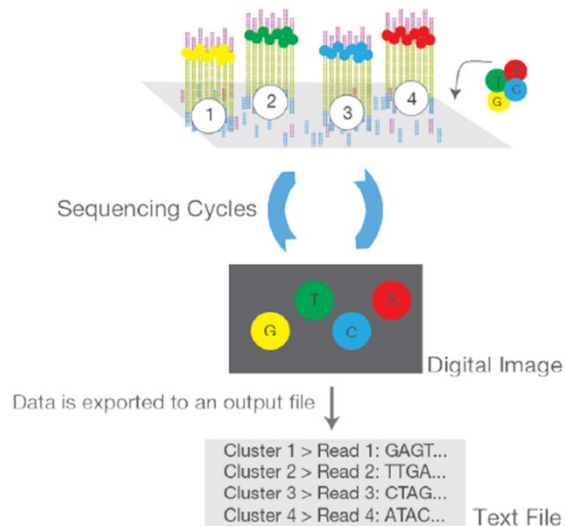 1
2
3
4
A
T
C
G
Sequencing Cycles
T
A
G
C
Digital Image
Data is exported to an output file
Cluster 1 > Read 1: GAGT...
Cluster 2 > Read 2: TTGA...
Cluster 3 > Read 3: CTAG...
Cluster 4 > Read 4: ATAC...
Text File